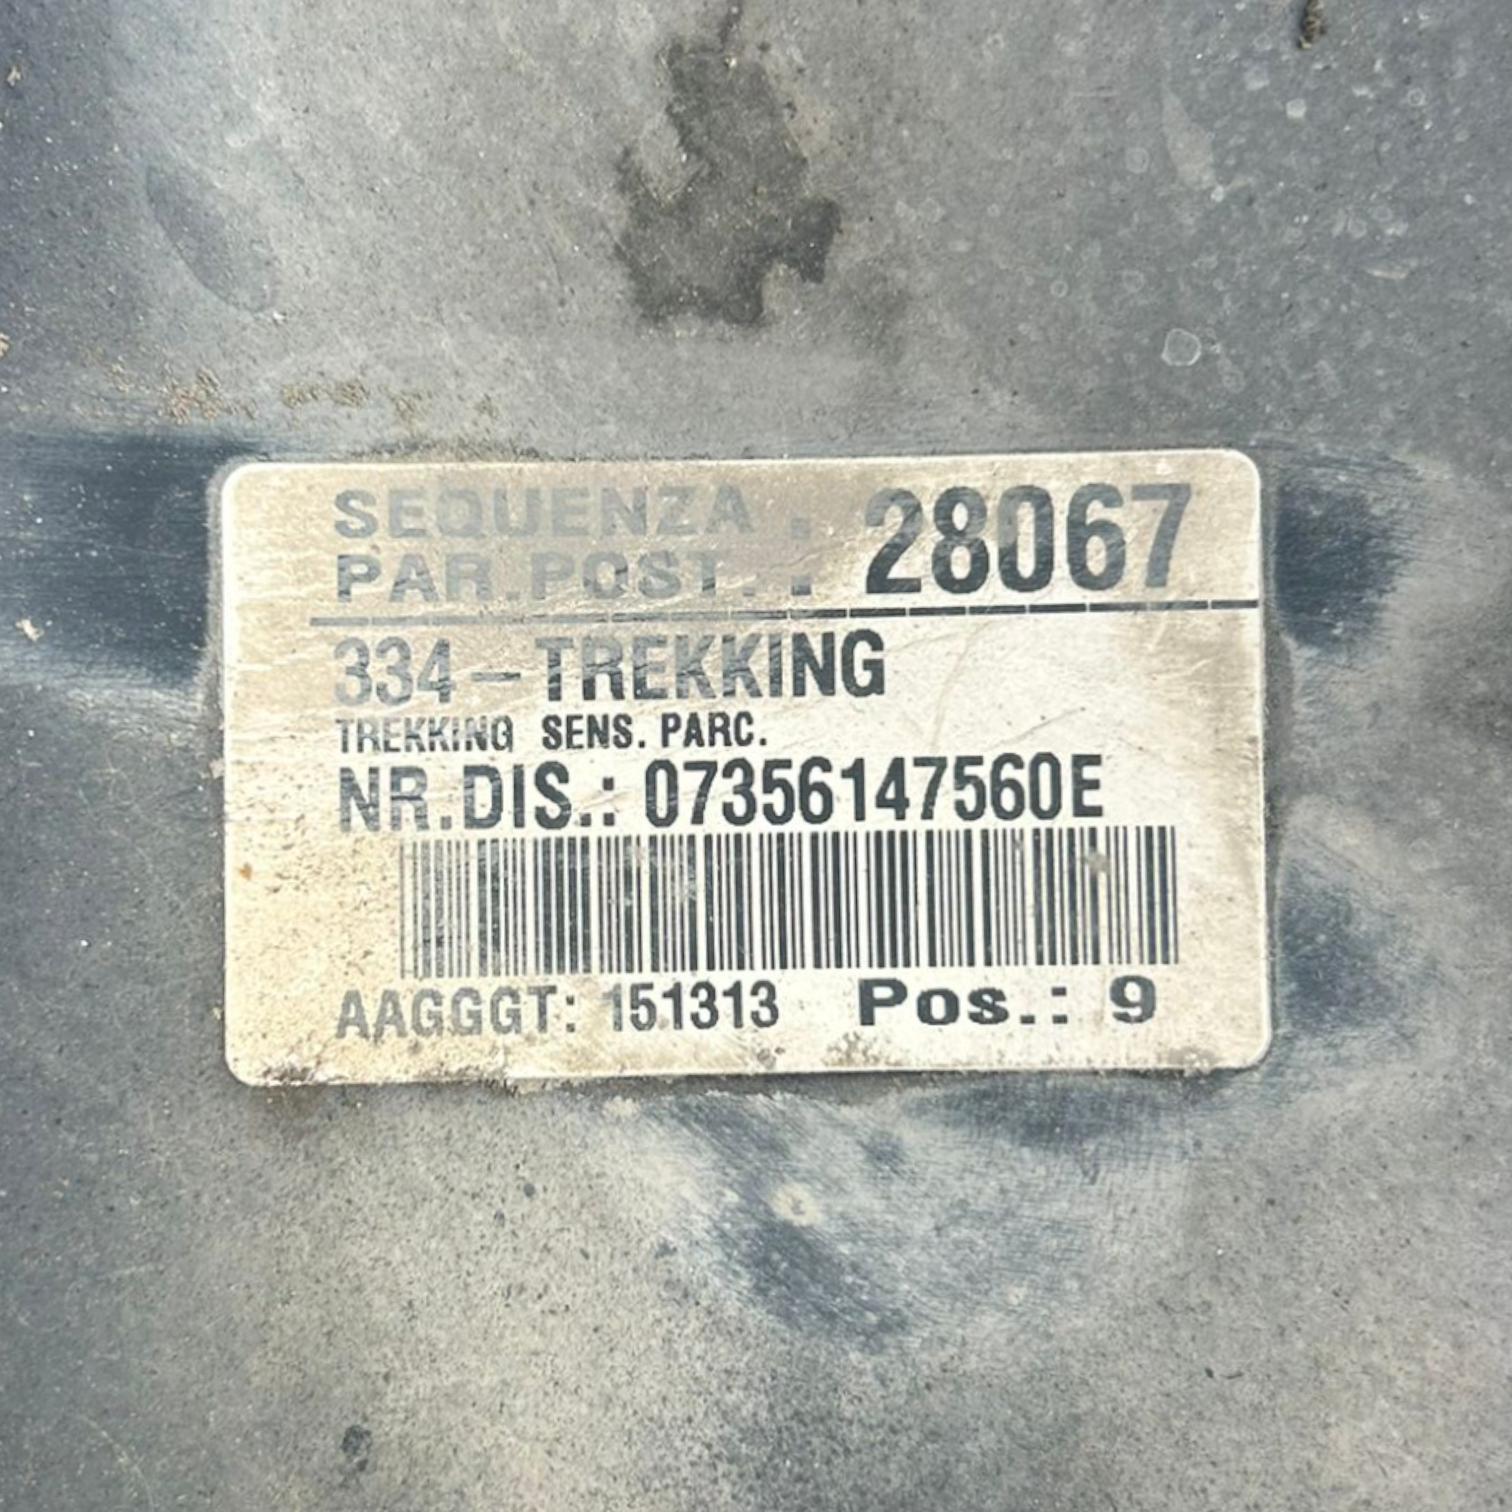 SEQUENZA : 28067
PAR.POST. :
334-TREKKING
TREKKING SENS. PARC.
NR.DIS.: 07356147560E
AAGGGT: 151313 Pos.: 9